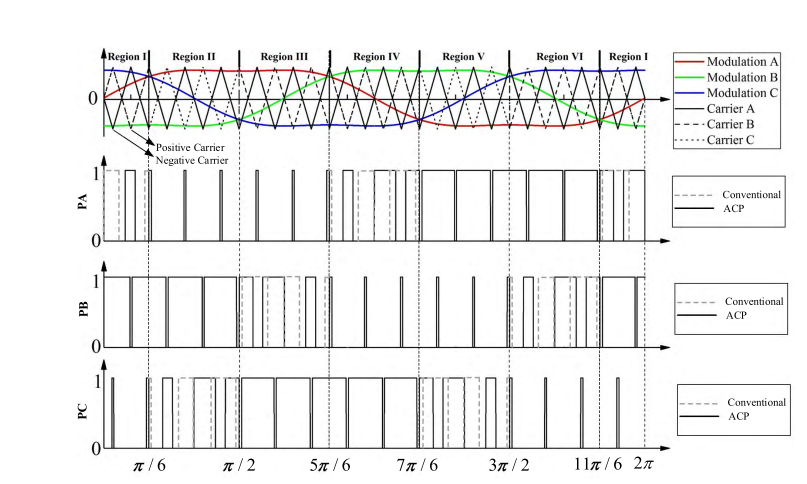 Region I Region II Region III Region IV Region V Region VI Region I
0
Modulation A
Modulation B
Modulation C
Carrier A
Carrier B
Carrier C
Positive Carrier
Negative Carrier
PA
1
0
Conventional
ACP
PB
1
0
Conventional
ACP
PC
1
0
Conventional
ACP
π / 6 π / 2 5π / 6 7π / 6 3π / 2 11π / 6 2π